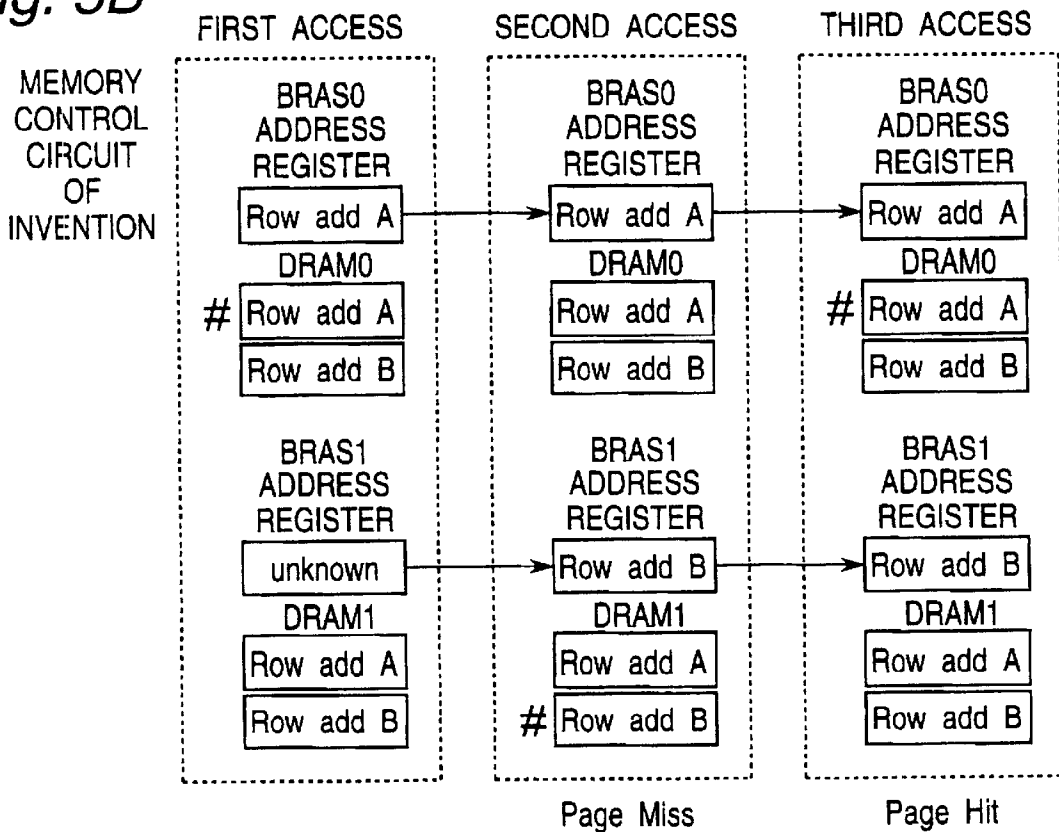 FIRST ACCESS
SECOND ACCESS
THIRD ACCESS
MEMORY
CONTROL
CIRCUIT
OF
INVENTION
BRAS0
ADDRESS
REGISTER
Row add A
DRAM0
# Row add A
Row add B
BRAS1
ADDRESS
REGISTER
unknown
DRAM1
Row add A
Row add B
BRAS0
ADDRESS
REGISTER
Row add A
DRAM0
Row add A
Row add B
BRAS1
ADDRESS
REGISTER
Row add B
DRAM1
Row add A
# Row add B
Page Miss
BRAS0
ADDRESS
REGISTER
Row add A
DRAM0
# Row add A
Row add B
BRAS1
ADDRESS
REGISTER
Row add B
DRAM1
Row add A
Row add B
Page Hit